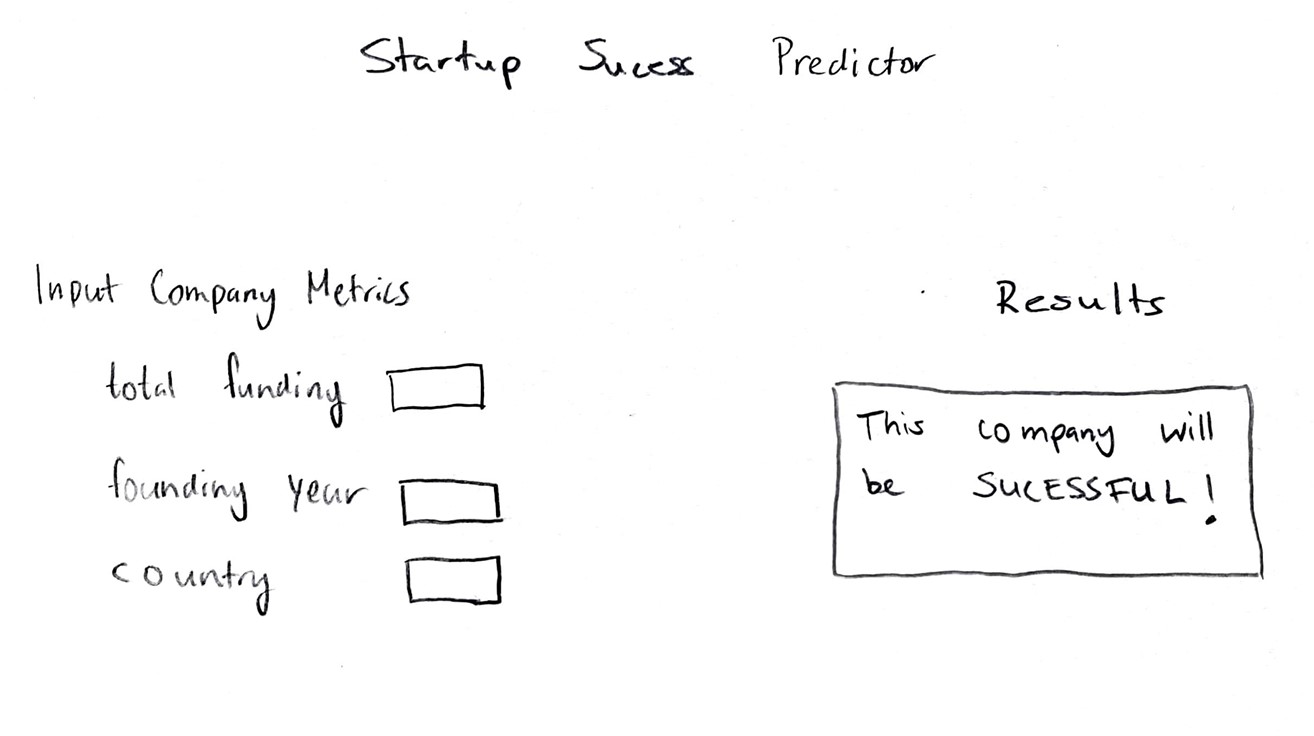 Startup Sucess Predictor
Input Company Metrics
total funding
founding year
country
Results
This company will
be SUCESSFUL!